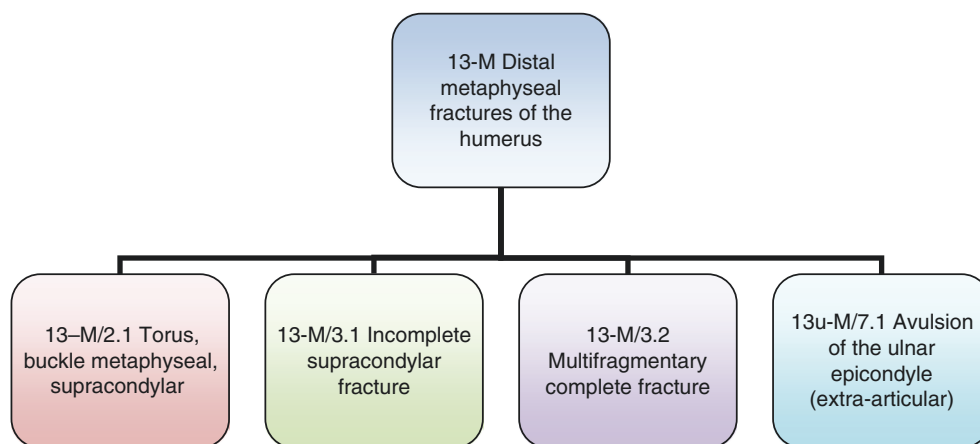 13-M Distal
metaphyseal
fractures of the
humerus
13–M/2.1 Torus,
buckle metaphyseal,
supracondylar
13-M/3.1 Incomplete
supracondylar
fracture
13-M/3.2
Multifragmentary
complete fracture
13u-M/7.1 Avulsion
of the ulnar
epicondyle
(extra-articular)